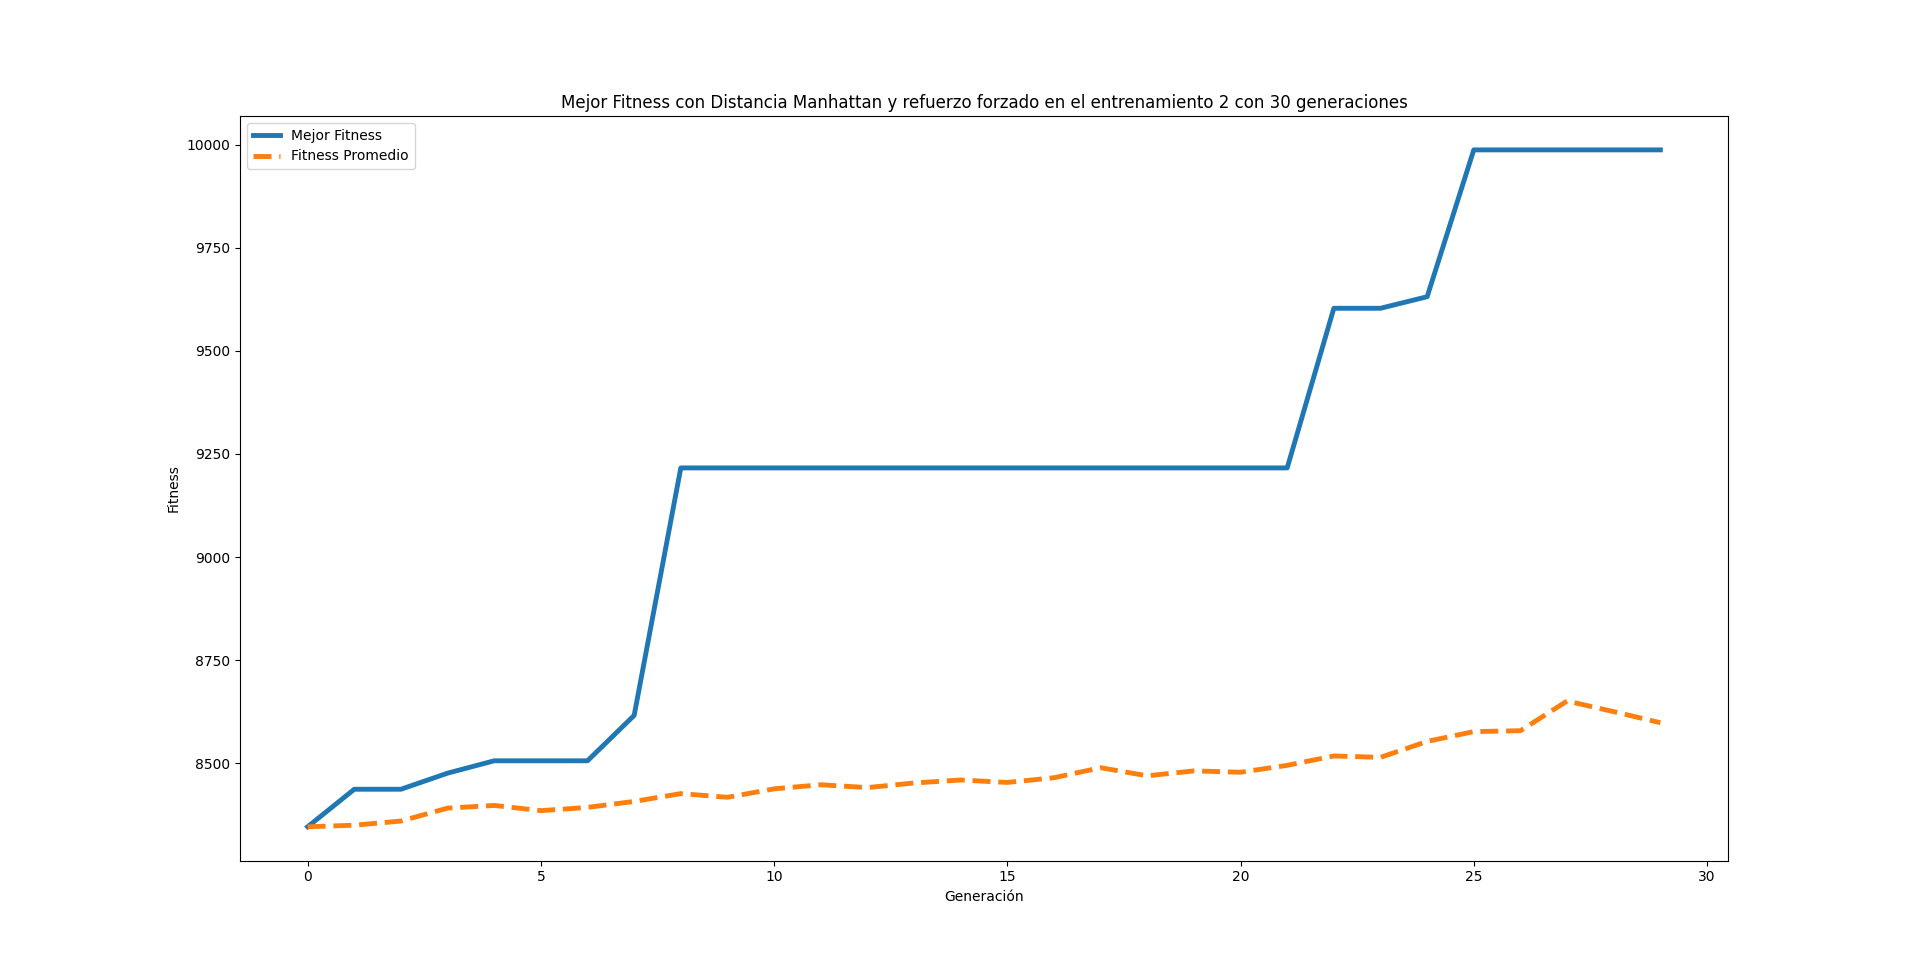 Mejor Fitness con Distancia Manhattan y refuerzo forzado en el entrenamiento 2 con 30 generaciones
Mejor Fitness
Fitness Promedio
10000
9750
9500
9250
9000
8750
8500
Fitness
0 5 10 15 20 25 30
Generación